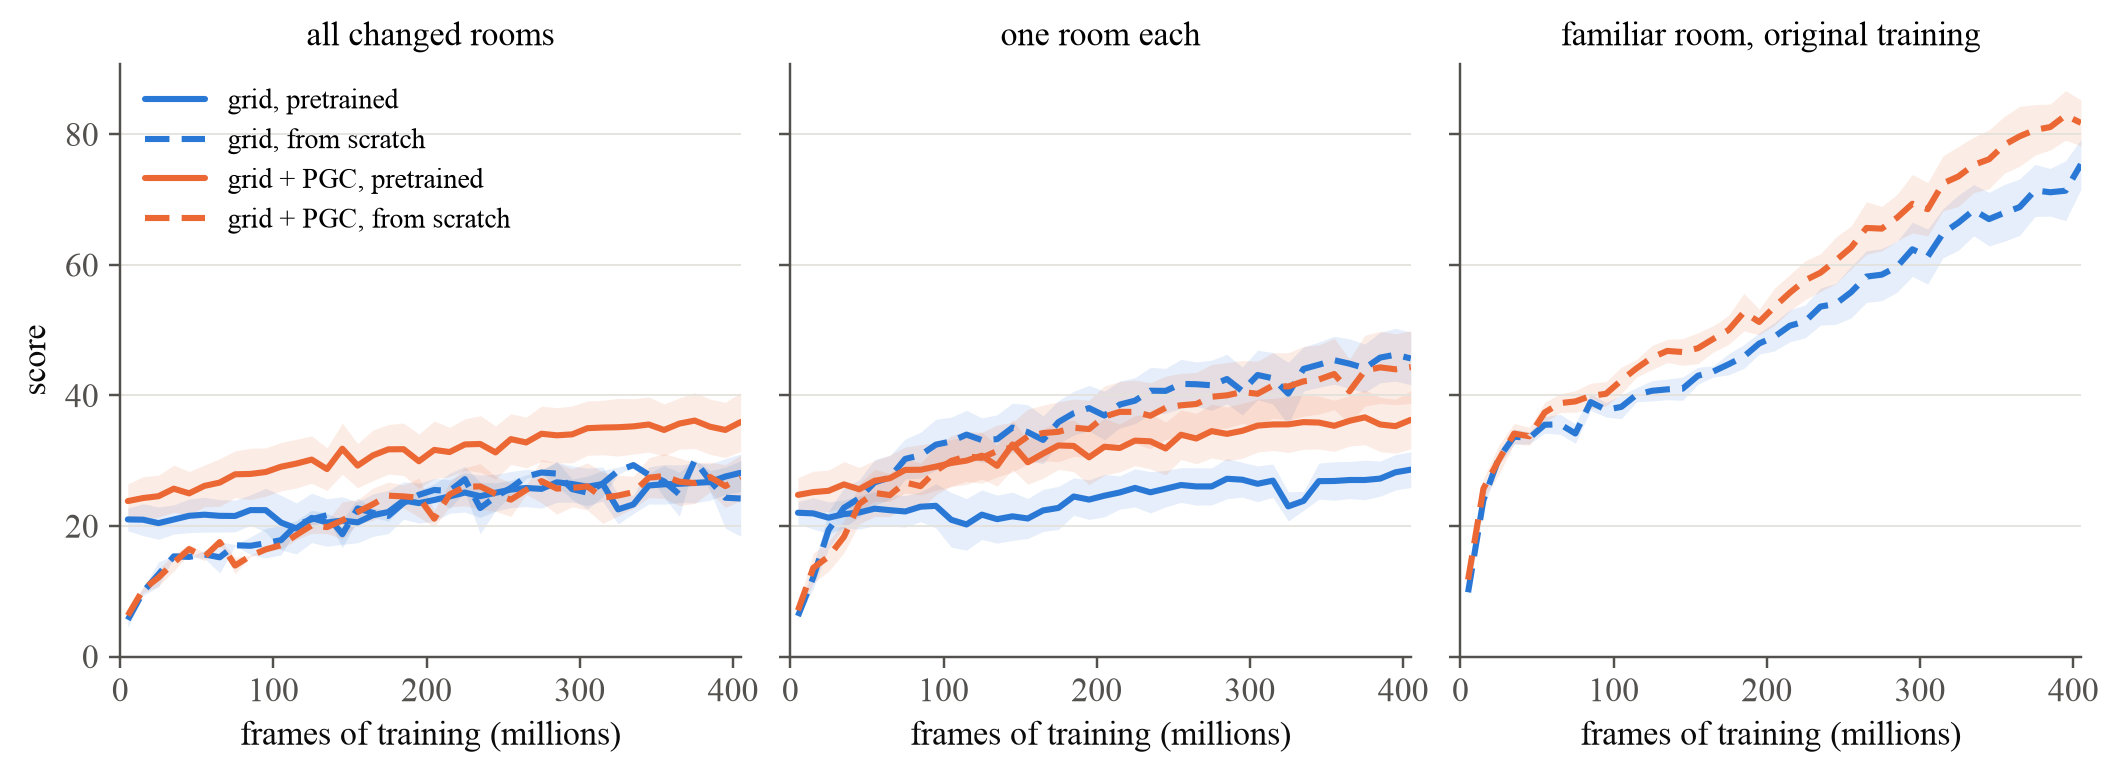 all changed rooms
one room each
familiar room, original training
grid, pretrained
grid, from scratch
grid + PGC, pretrained
grid + PGC, from scratch
score
80
60
40
20
0
0 100 200 300 400
0 100 200 300 400
0 100 200 300 400
frames of training (millions)
frames of training (millions)
frames of training (millions)